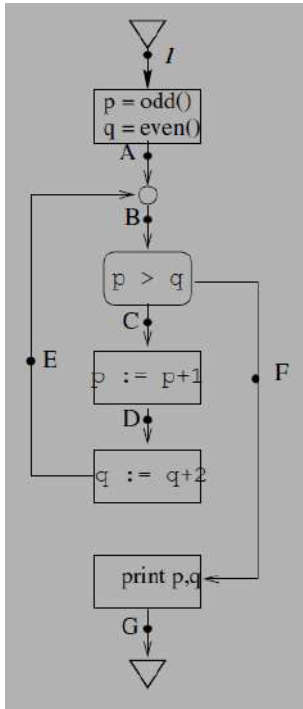 I
p = odd()
q = even()
A
B
p > q
C
E
F
p := p+1
D
q := q+2
print p,q
G